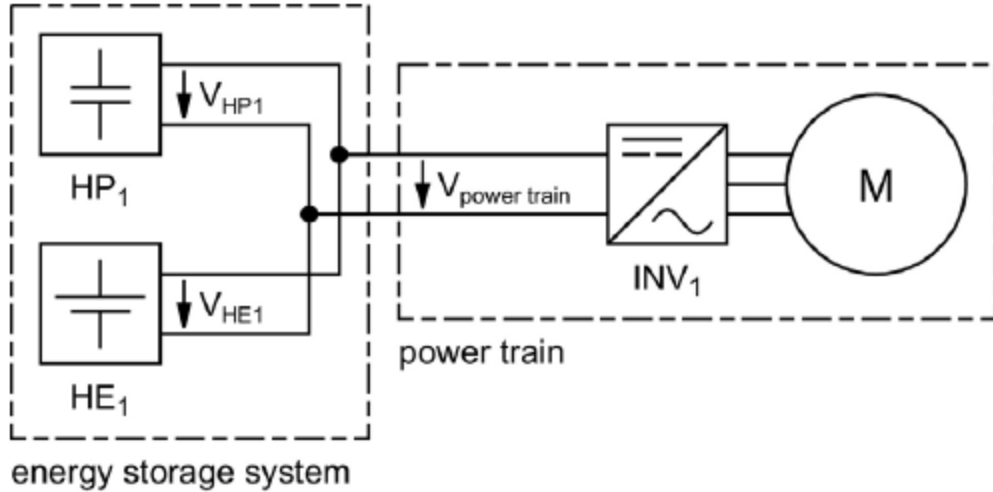 V_HP1
HP_1
V_power train
M
V_HE1
INV_1
power train
HE_1
energy storage system